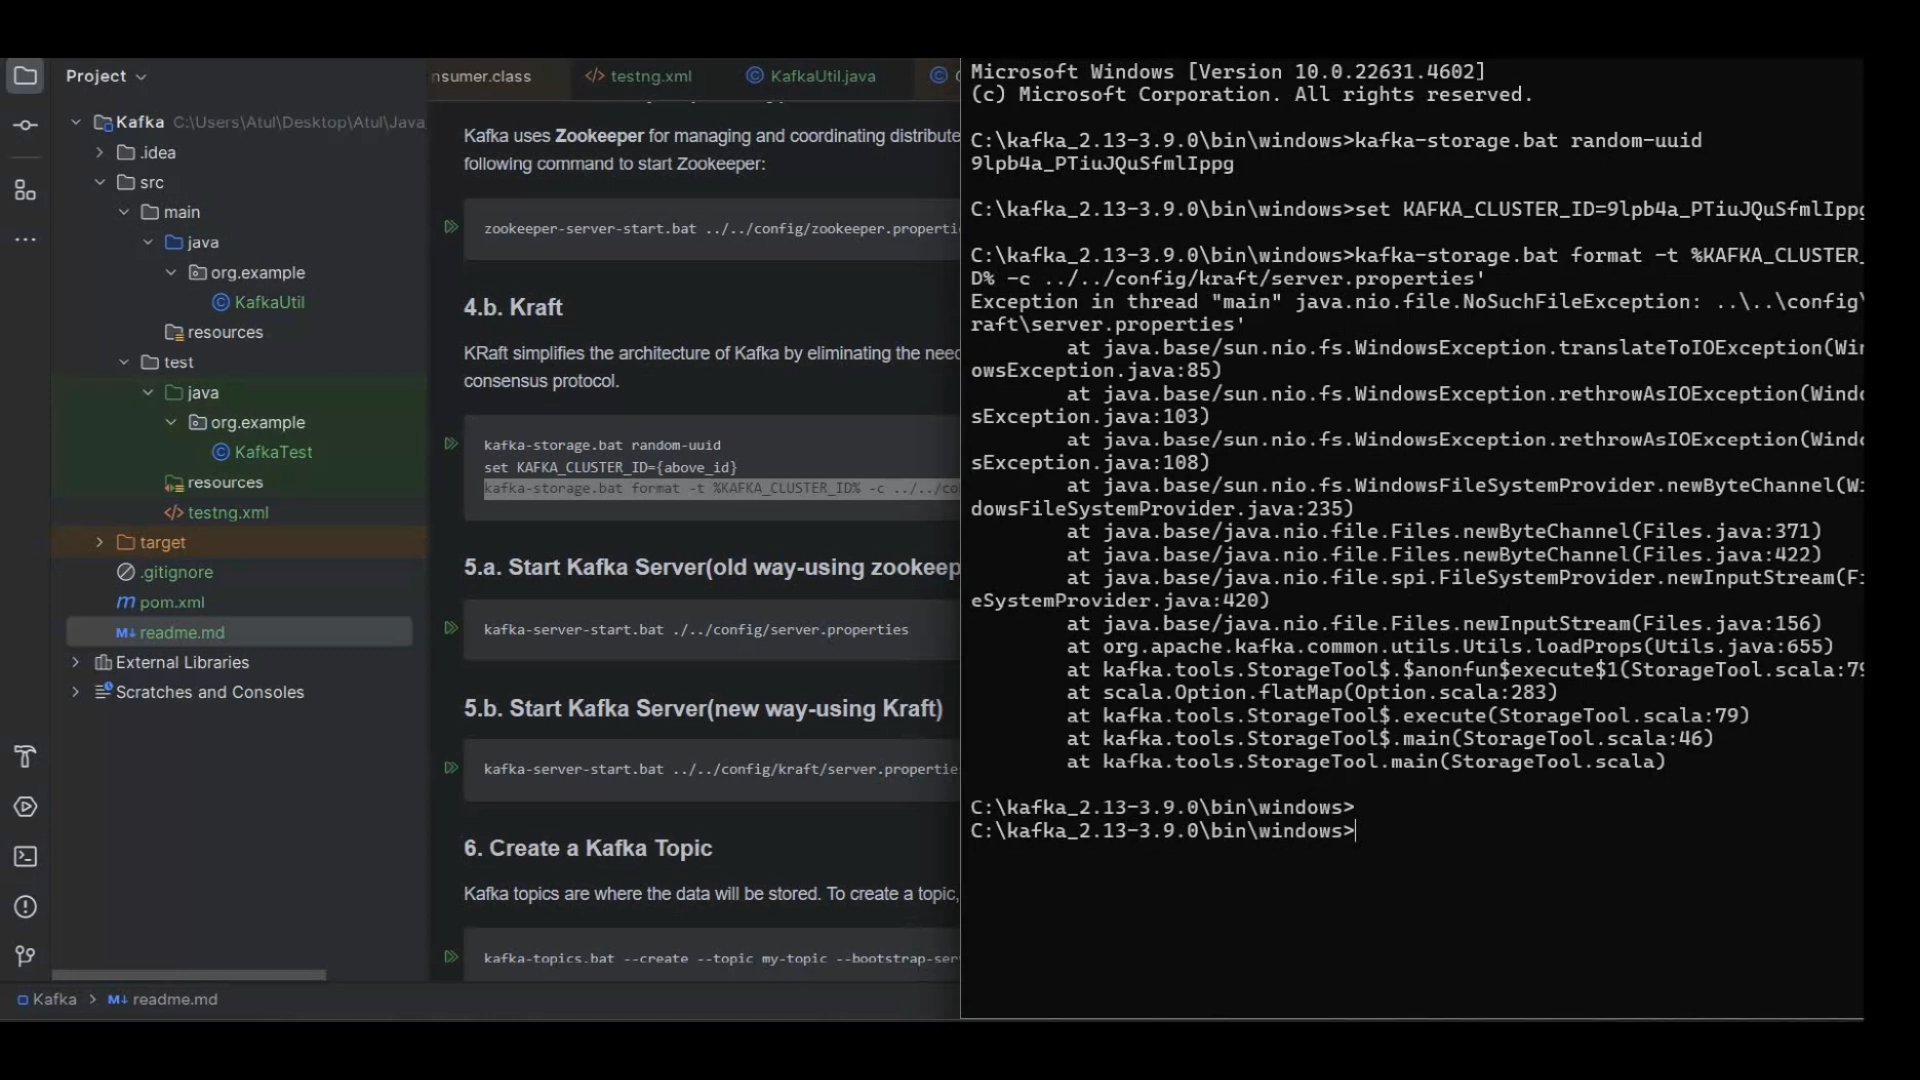 Project
Kafka C:\Users\Atul\Desktop\Atul\Java
.idea
src
main
java
org.example
KafkaUtil
resources
test
java
org.example
KafkaTest
resources
testng.xml
target
.gitignore
pom.xml
readme.md
External Libraries
Scratches and Consoles
Kafka > readme.md
nsumer.class
testng.xml
KafkaUtil.java
Kafka uses Zookeeper for managing and coordinating distribute
following command to start Zookeeper:
zookeeper-server-start.bat ../../config/zookeeper.properti
4.b. Kraft
KRaft simplifies the architecture of Kafka by eliminating the need
consensus protocol.
kafka-storage.bat random-uuid
set KAFKA_CLUSTER_ID={above_id}
kafka-storage.bat format -t %KAFKA_CLUSTER_ID% -c ../../co
5.a. Start Kafka Server(old way-using zookeep
kafka-server-start.bat ./../config/server.properties
5.b. Start Kafka Server(new way-using Kraft)
kafka-server-start.bat ../../config/kraft/server.propertie
6. Create a Kafka Topic
Kafka topics are where the data will be stored. To create a topic,
kafka-topics.bat --create --topic my-topic --bootstrap-ser
Microsoft Windows [Version 10.0.22631.4602]
(c) Microsoft Corporation. All rights reserved.
C:\kafka_2.13-3.9.0\bin\windows>kafka-storage.bat random-uuid
9lpb4a_PTiuJQuSfmlIppg
C:\kafka_2.13-3.9.0\bin\windows>set KAFKA_CLUSTER_ID=9lpb4a_PTiuJQuSfmlIppg
C:\kafka_2.13-3.9.0\bin\windows>kafka-storage.bat format -t %KAFKA_CLUSTER_
D% -c ../../config/kraft/server.properties'
Exception in thread "main" java.nio.file.NoSuchFileException: ..\..\config\
raft\server.properties'
at java.base/sun.nio.fs.WindowsException.translateToIOException(Win
owsException.java:85)
at java.base/sun.nio.fs.WindowsException.rethrowAsIOException(Windo
sException.java:103)
at java.base/sun.nio.fs.WindowsException.rethrowAsIOException(Windo
sException.java:108)
at java.base/sun.nio.fs.WindowsFileSystemProvider.newByteChannel(Wi
dowsFileSystemProvider.java:235)
at java.base/java.nio.file.Files.newByteChannel(Files.java:371)
at java.base/java.nio.file.Files.newByteChannel(Files.java:422)
at java.base/java.nio.file.spi.FileSystemProvider.newInputStream(Fi
eSystemProvider.java:420)
at java.base/java.nio.file.Files.newInputStream(Files.java:156)
at org.apache.kafka.common.utils.Utils.loadProps(Utils.java:655)
at kafka.tools.StorageTool$.$anonfun$execute$1(StorageTool.scala:79
at scala.Option.flatMap(Option.scala:283)
at kafka.tools.StorageTool$.execute(StorageTool.scala:79)
at kafka.tools.StorageTool$.main(StorageTool.scala:46)
at kafka.tools.StorageTool.main(StorageTool.scala)
C:\kafka_2.13-3.9.0\bin\windows>
C:\kafka_2.13-3.9.0\bin\windows>